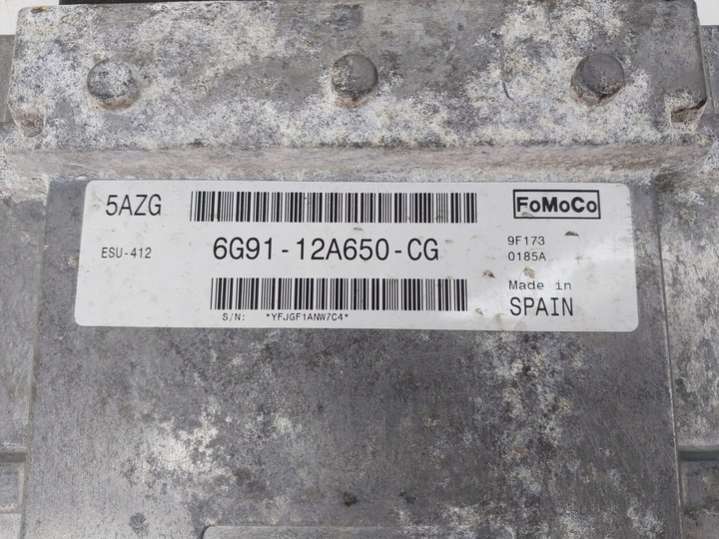 5AZG
FoMoCo
ESU-412
6G91-12A650-CG
9F173
0185A
Made in
SPAIN
S/N: *YFJGF1ANW7C4*